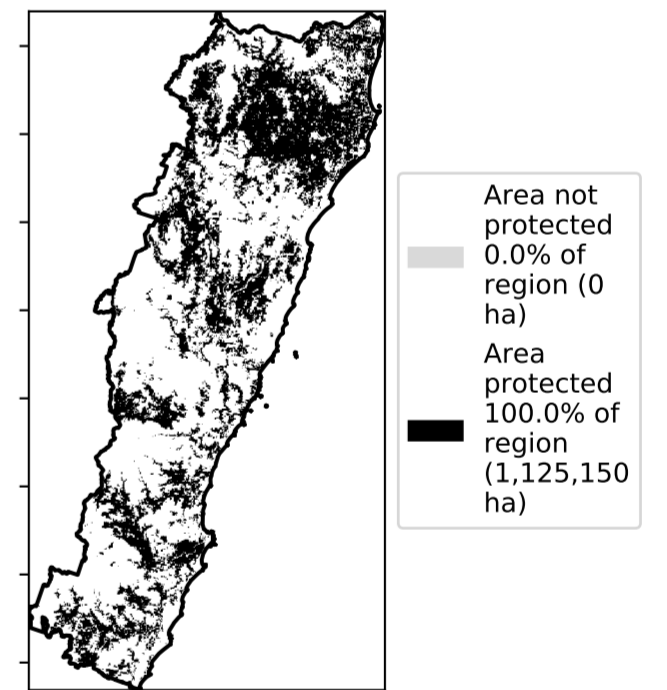 Area not
protected
0.0% of
region (0
ha)
Area
protected
100.0% of
region
(1,125,150
ha)